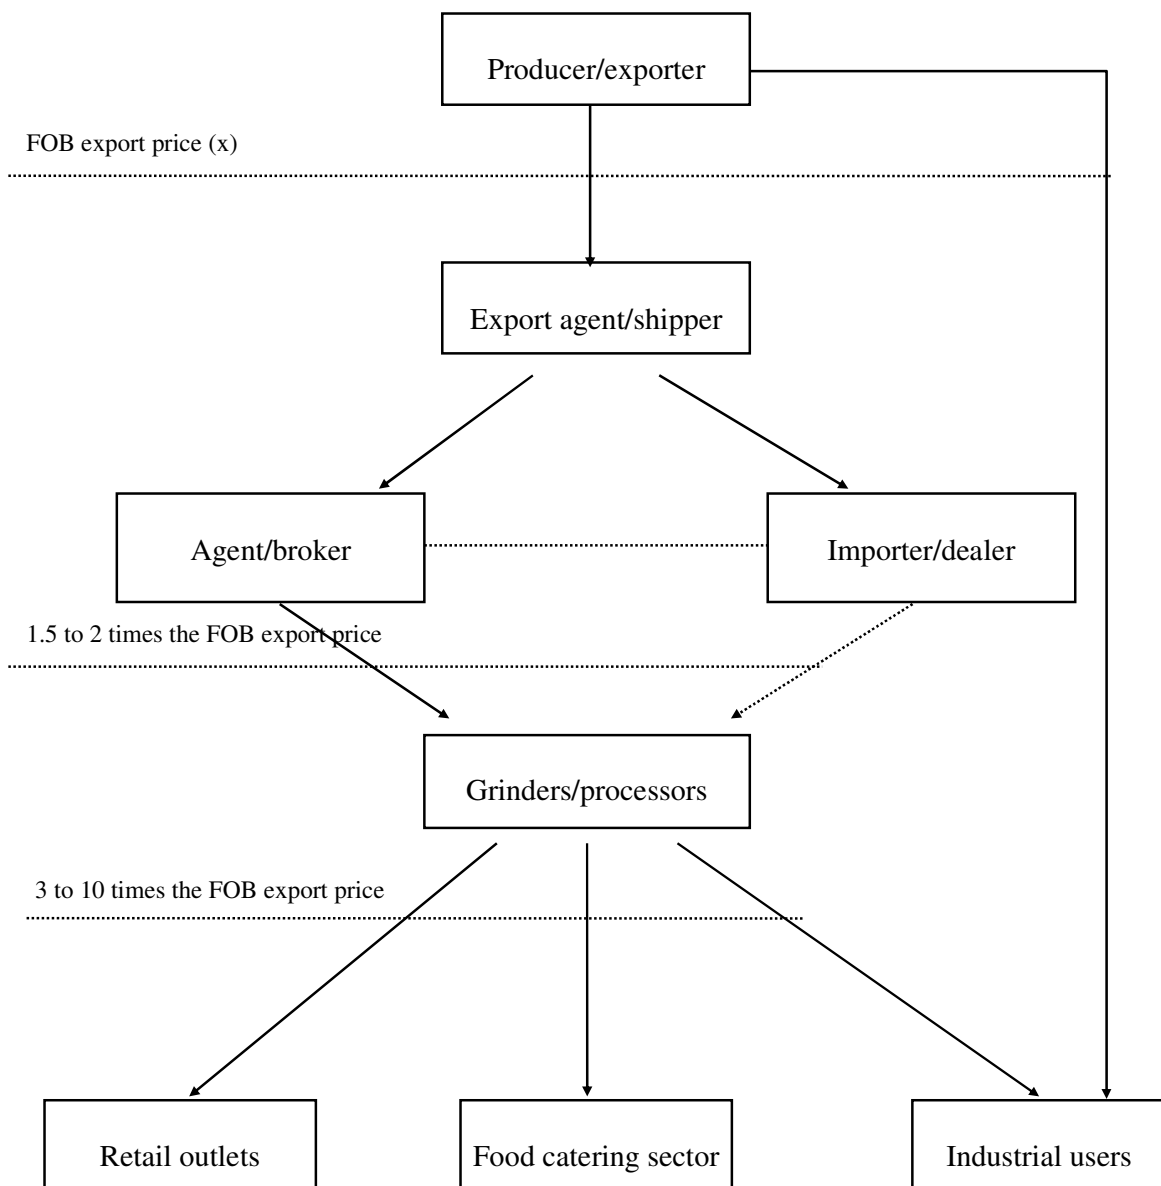 Producer/exporter
FOB export price (x)
Export agent/shipper
Agent/broker
Importer/dealer
1.5 to 2 times the FOB export price
Grinders/processors
3 to 10 times the FOB export price
Retail outlets
Food catering sector
Industrial users